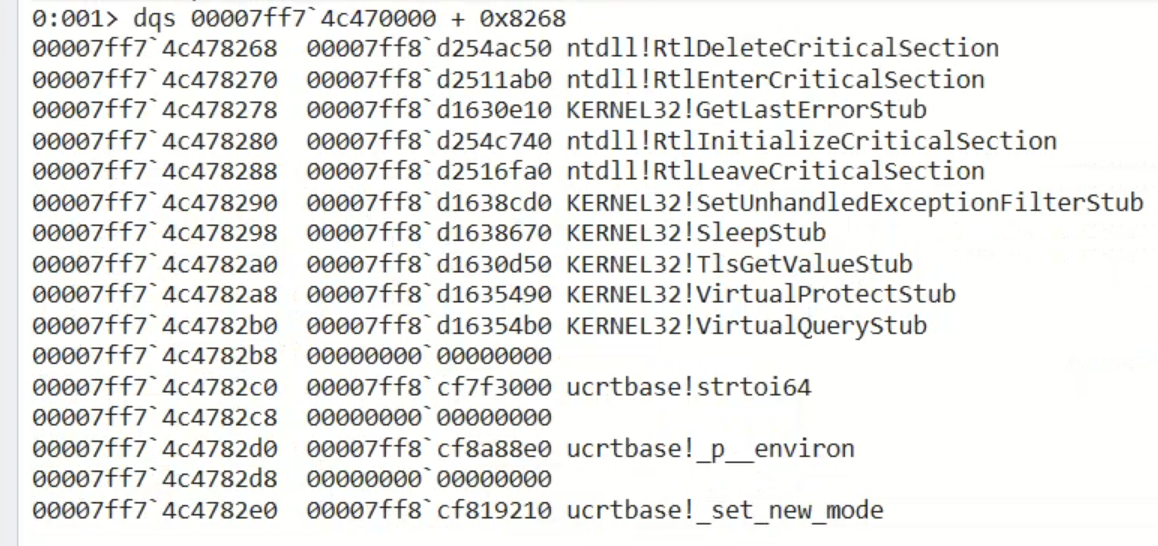 0:001> dqs 00007ff7`4c470000 + 0x8268
00007ff7`4c478268  00007ff8`d254ac50 ntdll!RtlDeleteCriticalSection
00007ff7`4c478270  00007ff8`d2511ab0 ntdll!RtlEnterCriticalSection
00007ff7`4c478278  00007ff8`d1630e10 KERNEL32!GetLastErrorStub
00007ff7`4c478280  00007ff8`d254c740 ntdll!RtlInitializeCriticalSection
00007ff7`4c478288  00007ff8`d2516fa0 ntdll!RtlLeaveCriticalSection
00007ff7`4c478290  00007ff8`d1638cd0 KERNEL32!SetUnhandledExceptionFilterStub
00007ff7`4c478298  00007ff8`d1638670 KERNEL32!SleepStub
00007ff7`4c4782a0  00007ff8`d1630d50 KERNEL32!TlsGetValueStub
00007ff7`4c4782a8  00007ff8`d1635490 KERNEL32!VirtualProtectStub
00007ff7`4c4782b0  00007ff8`d16354b0 KERNEL32!VirtualQueryStub
00007ff7`4c4782b8  00000000`00000000
00007ff7`4c4782c0  00007ff8`cf7f3000 ucrtbase!strtoi64
00007ff7`4c4782c8  00000000`00000000
00007ff7`4c4782d0  00007ff8`cf8a88e0 ucrtbase!_p__environ
00007ff7`4c4782d8  00000000`00000000
00007ff7`4c4782e0  00007ff8`cf819210 ucrtbase!_set_new_mode